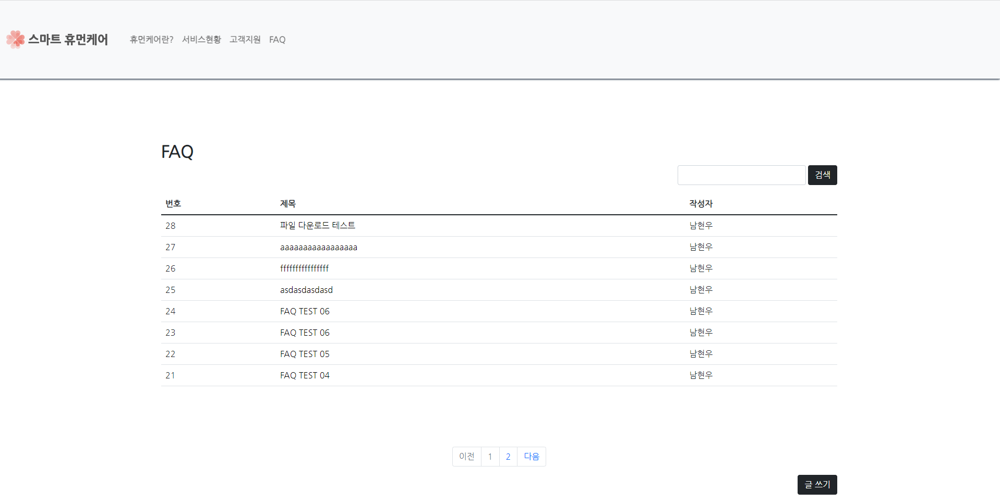 스마트 휴먼케어 휴먼케어란? 서비스현황 고객지원 FAQ
FAQ
검색
번호 제목 작성자
28 파일 다운로드 테스트 남현우
27 aaaaaaaaaaaaaaaaa 남현우
26 ffffffffffffffff 남현우
25 asdasdasdasd 남현우
24 FAQ TEST 06 남현우
23 FAQ TEST 06 남현우
22 FAQ TEST 05 남현우
21 FAQ TEST 04 남현우
이전 1 2 다음
글 쓰기